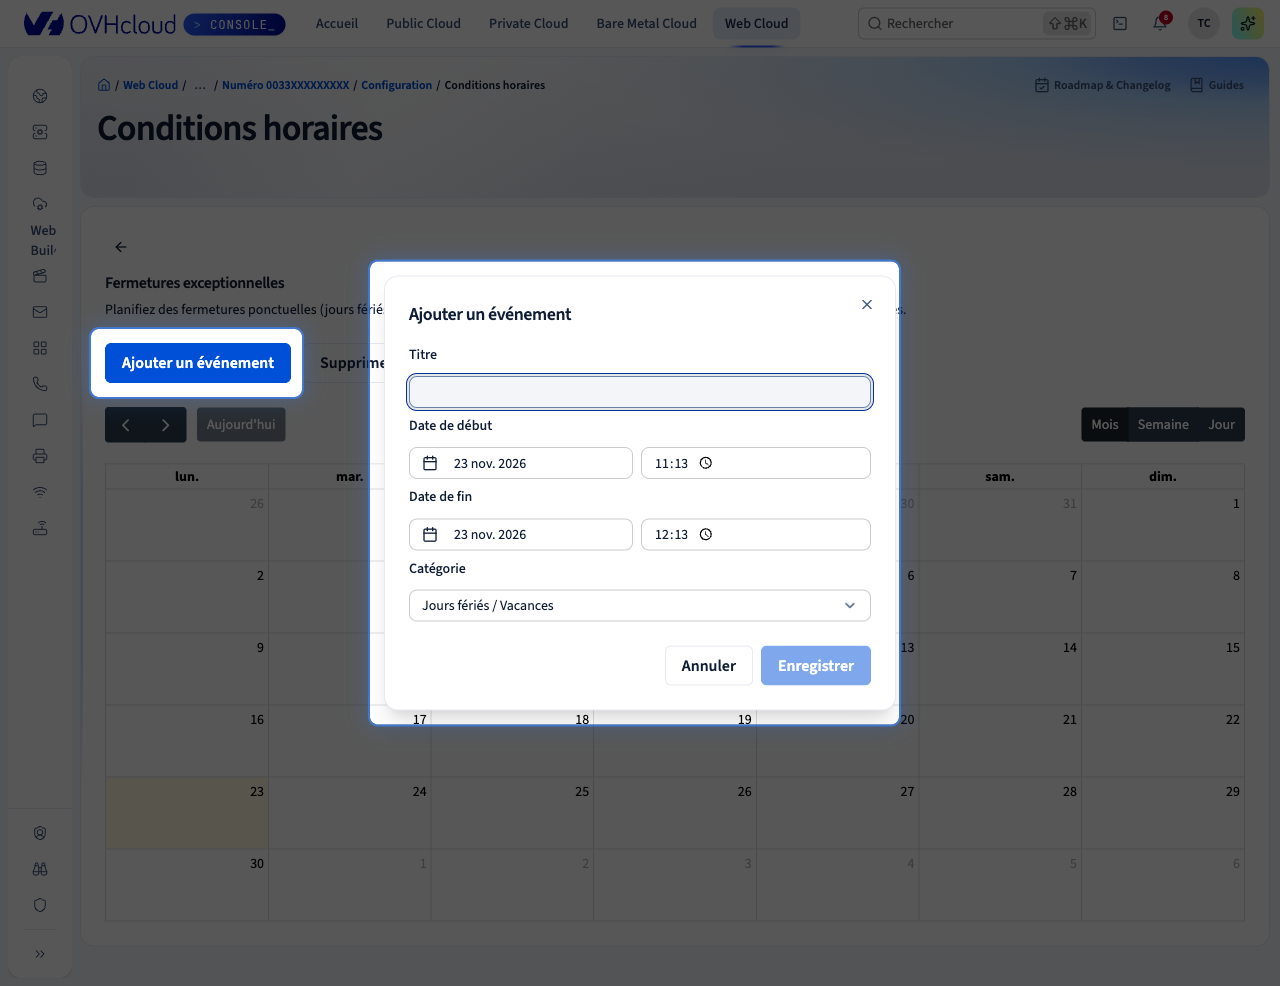 OVHcloud > CONSOLE_ Accueil Public Cloud Private Cloud Bare Metal Cloud Web Cloud Rechercher ⇧⌘K 8 TC
/ Web Cloud / ... / Numéro 0033XXXXXXXXX / Configuration / Conditions horaires Roadmap & Changelog Guides
Conditions horaires
Web
Buil
Fermetures exceptionnelles
Planifiez des fermetures ponctuelles (jours férié s.
Ajouter un événement Supprime
Aujourd'hui Mois Semaine Jour
lun. mar. sam. dim.
26 30 31 1
2 6 7 8
9 13 14 15
16 17 18 19 20 21 22
23 24 25 26 27 28 29
30 1 2 3 4 5 6
Ajouter un événement
Titre
Date de début
23 nov. 2026 11:13
Date de fin
23 nov. 2026 12:13
Catégorie
Jours fériés / Vacances
Annuler Enregistrer